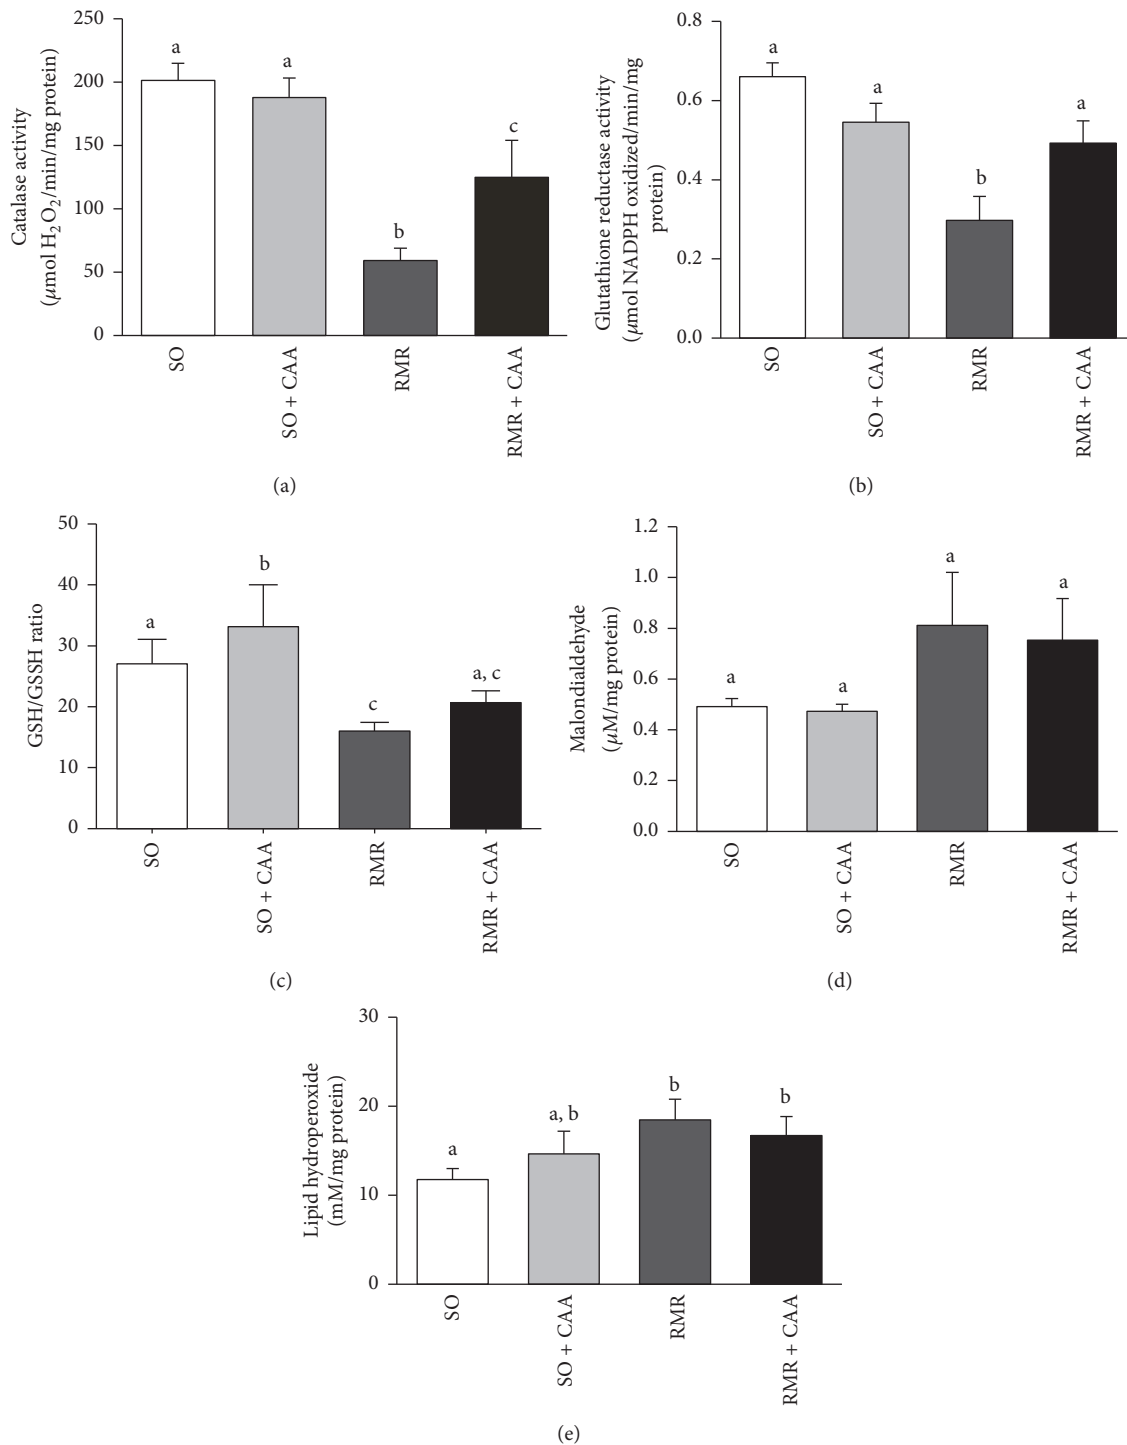 250
200
150
100
50
0
Catalase activity
(μmol H₂O₂/min/mg protein)
a
a
b
c
SO
SO + CAA
RMR
RMR + CAA
(a)
0.8
0.6
0.4
0.2
0.0
Glutathione reductase activity
(μmol NADPH oxidized/min/mg
protein)
a
a
b
a
SO
SO + CAA
RMR
RMR + CAA
(b)
50
40
30
20
10
0
GSH/GSSH ratio
a
b
c
a, c
SO
SO + CAA
RMR
RMR + CAA
(c)
1.2
1.0
0.8
0.6
0.4
0.2
0.0
Malondialdehyde
(μM/mg protein)
a
a
a
a
SO
SO + CAA
RMR
RMR + CAA
(d)
30
20
10
0
Lipid hydroperoxide
(mM/mg protein)
a
a, b
b
b
SO
SO + CAA
RMR
RMR + CAA
(e)